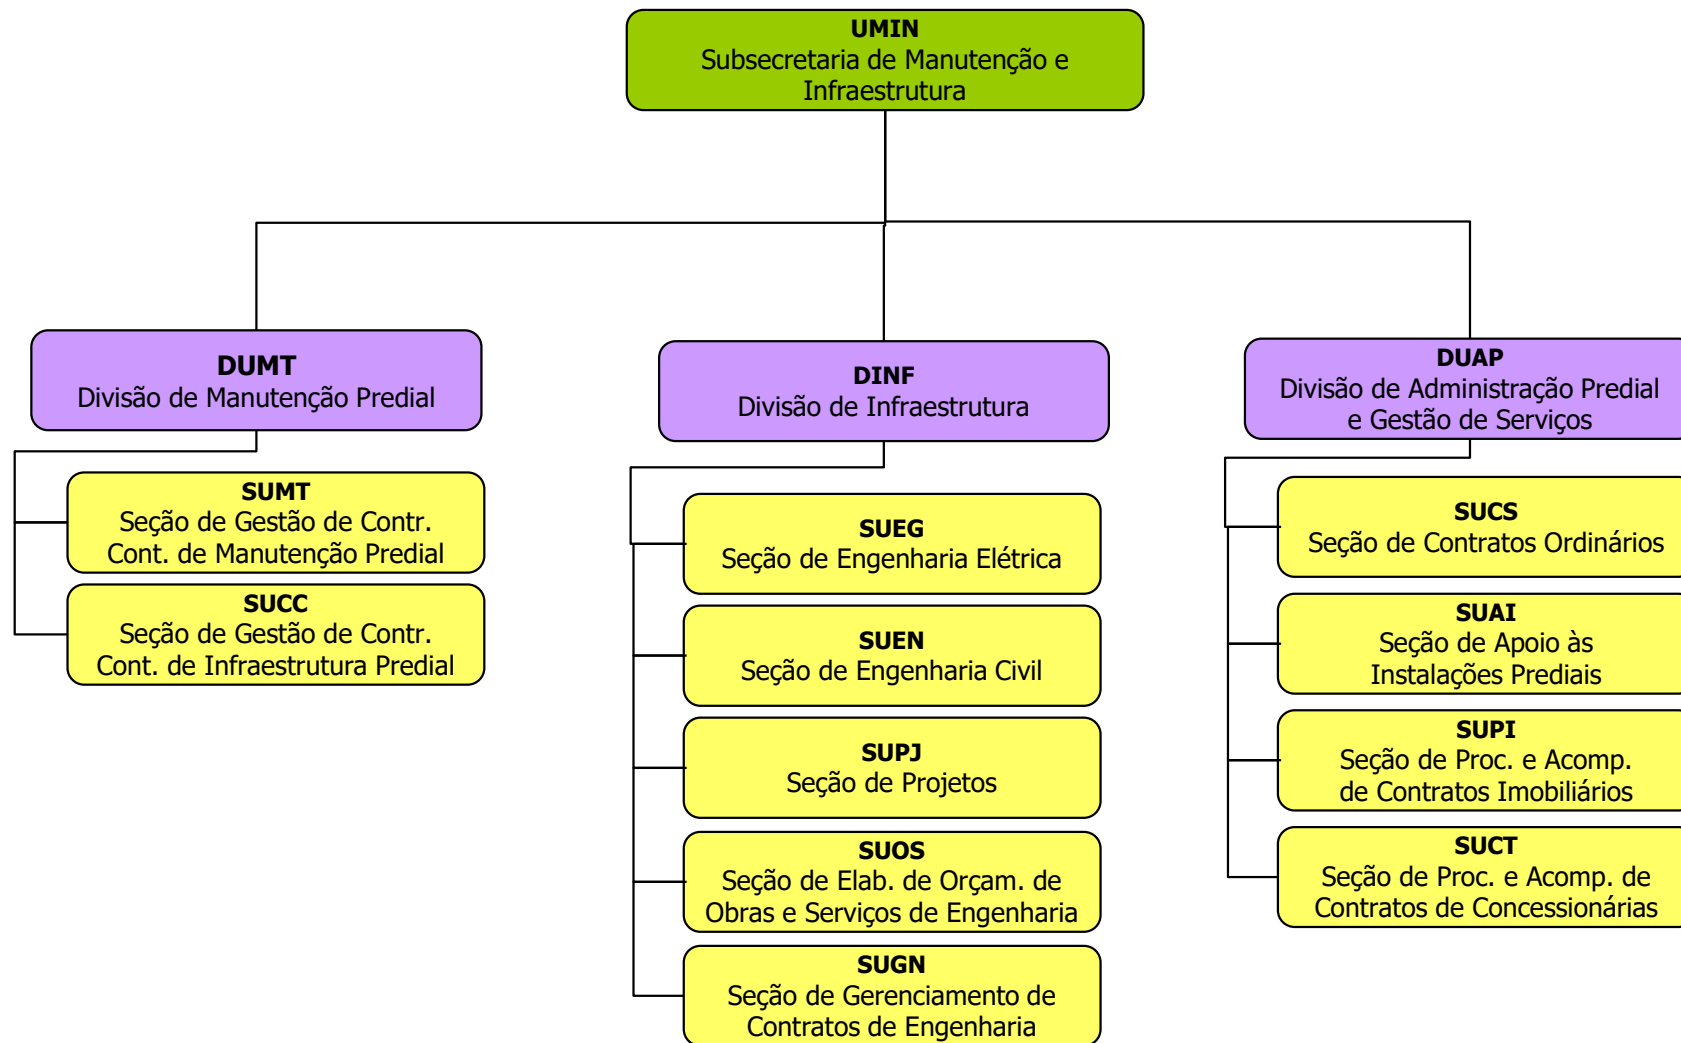 UMIN
Subsecretaria de Manutenção e
Infraestrutura
DUMT
Divisão de Manutenção Predial
SUMT
Seção de Gestão de Contr.
Cont. de Manutenção Predial
SUCC
Seção de Gestão de Contr.
Cont. de Infraestrutura Predial
DINF
Divisão de Infraestrutura
SUEG
Seção de Engenharia Elétrica
SUEN
Seção de Engenharia Civil
SUPJ
Seção de Projetos
SUOS
Seção de Elab. de Orçam. de
Obras e Serviços de Engenharia
SUGN
Seção de Gerenciamento de
Contratos de Engenharia
DUAP
Divisão de Administração Predial
e Gestão de Serviços
SUCS
Seção de Contratos Ordinários
SUAI
Seção de Apoio às
Instalações Prediais
SUPI
Seção de Proc. e Acomp.
de Contratos Imobiliários
SUCT
Seção de Proc. e Acomp. de
Contratos de Concessionárias